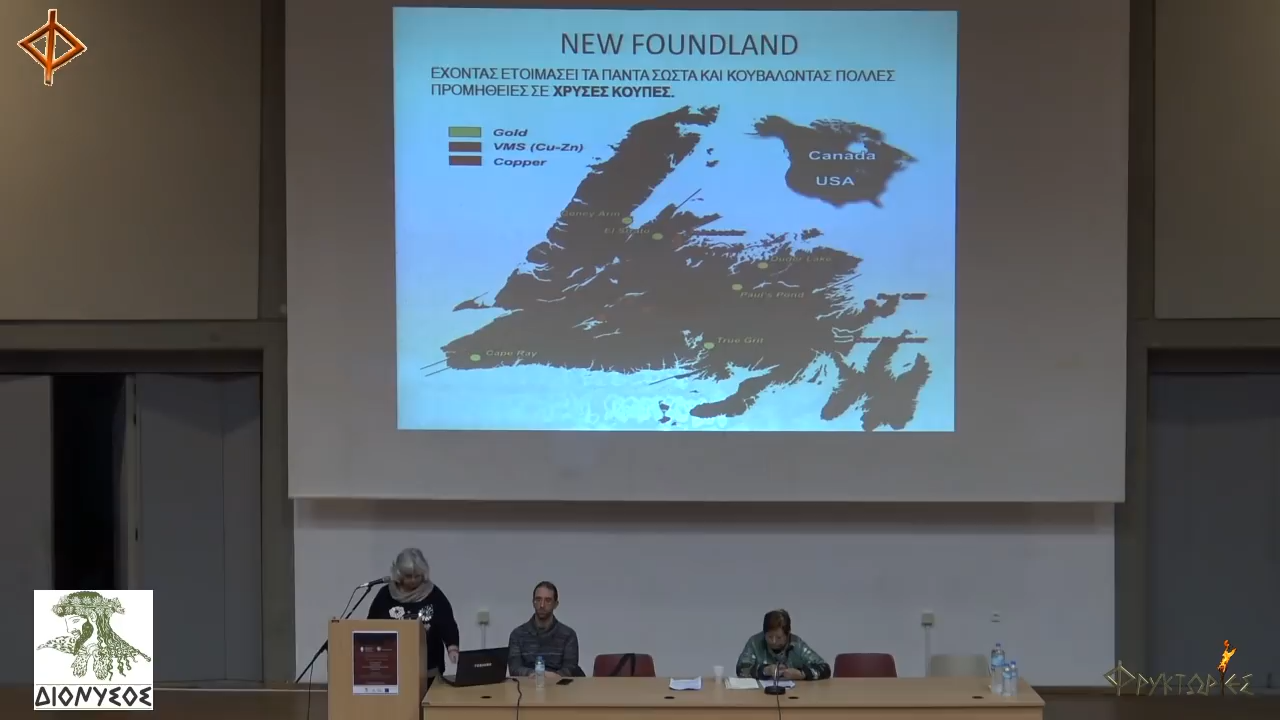 NEW FOUNDLAND
ΕΧΟΝΤΑΣ ΕΤΟΙΜΑΣΕΙ ΤΑ ΠΑΝΤΑ ΣΩΣΤΑ ΚΑΙ ΚΟΥΒΑΛΩΝΤΑΣ ΠΟΛΛΕΣ
ΠΡΟΜΗΘΕΙΕΣ ΣΕ ΧΡΥΣΕΣ ΚΟΥΠΕΣ.
Gold
VMS (Cu-Zn)
Copper
Canada
USA
Paul's Pond
True Grit
Cape Ray
ΔΙΟΝΥΣΟΣ
ΦΡΥΚΤΩΡΙΕΣ